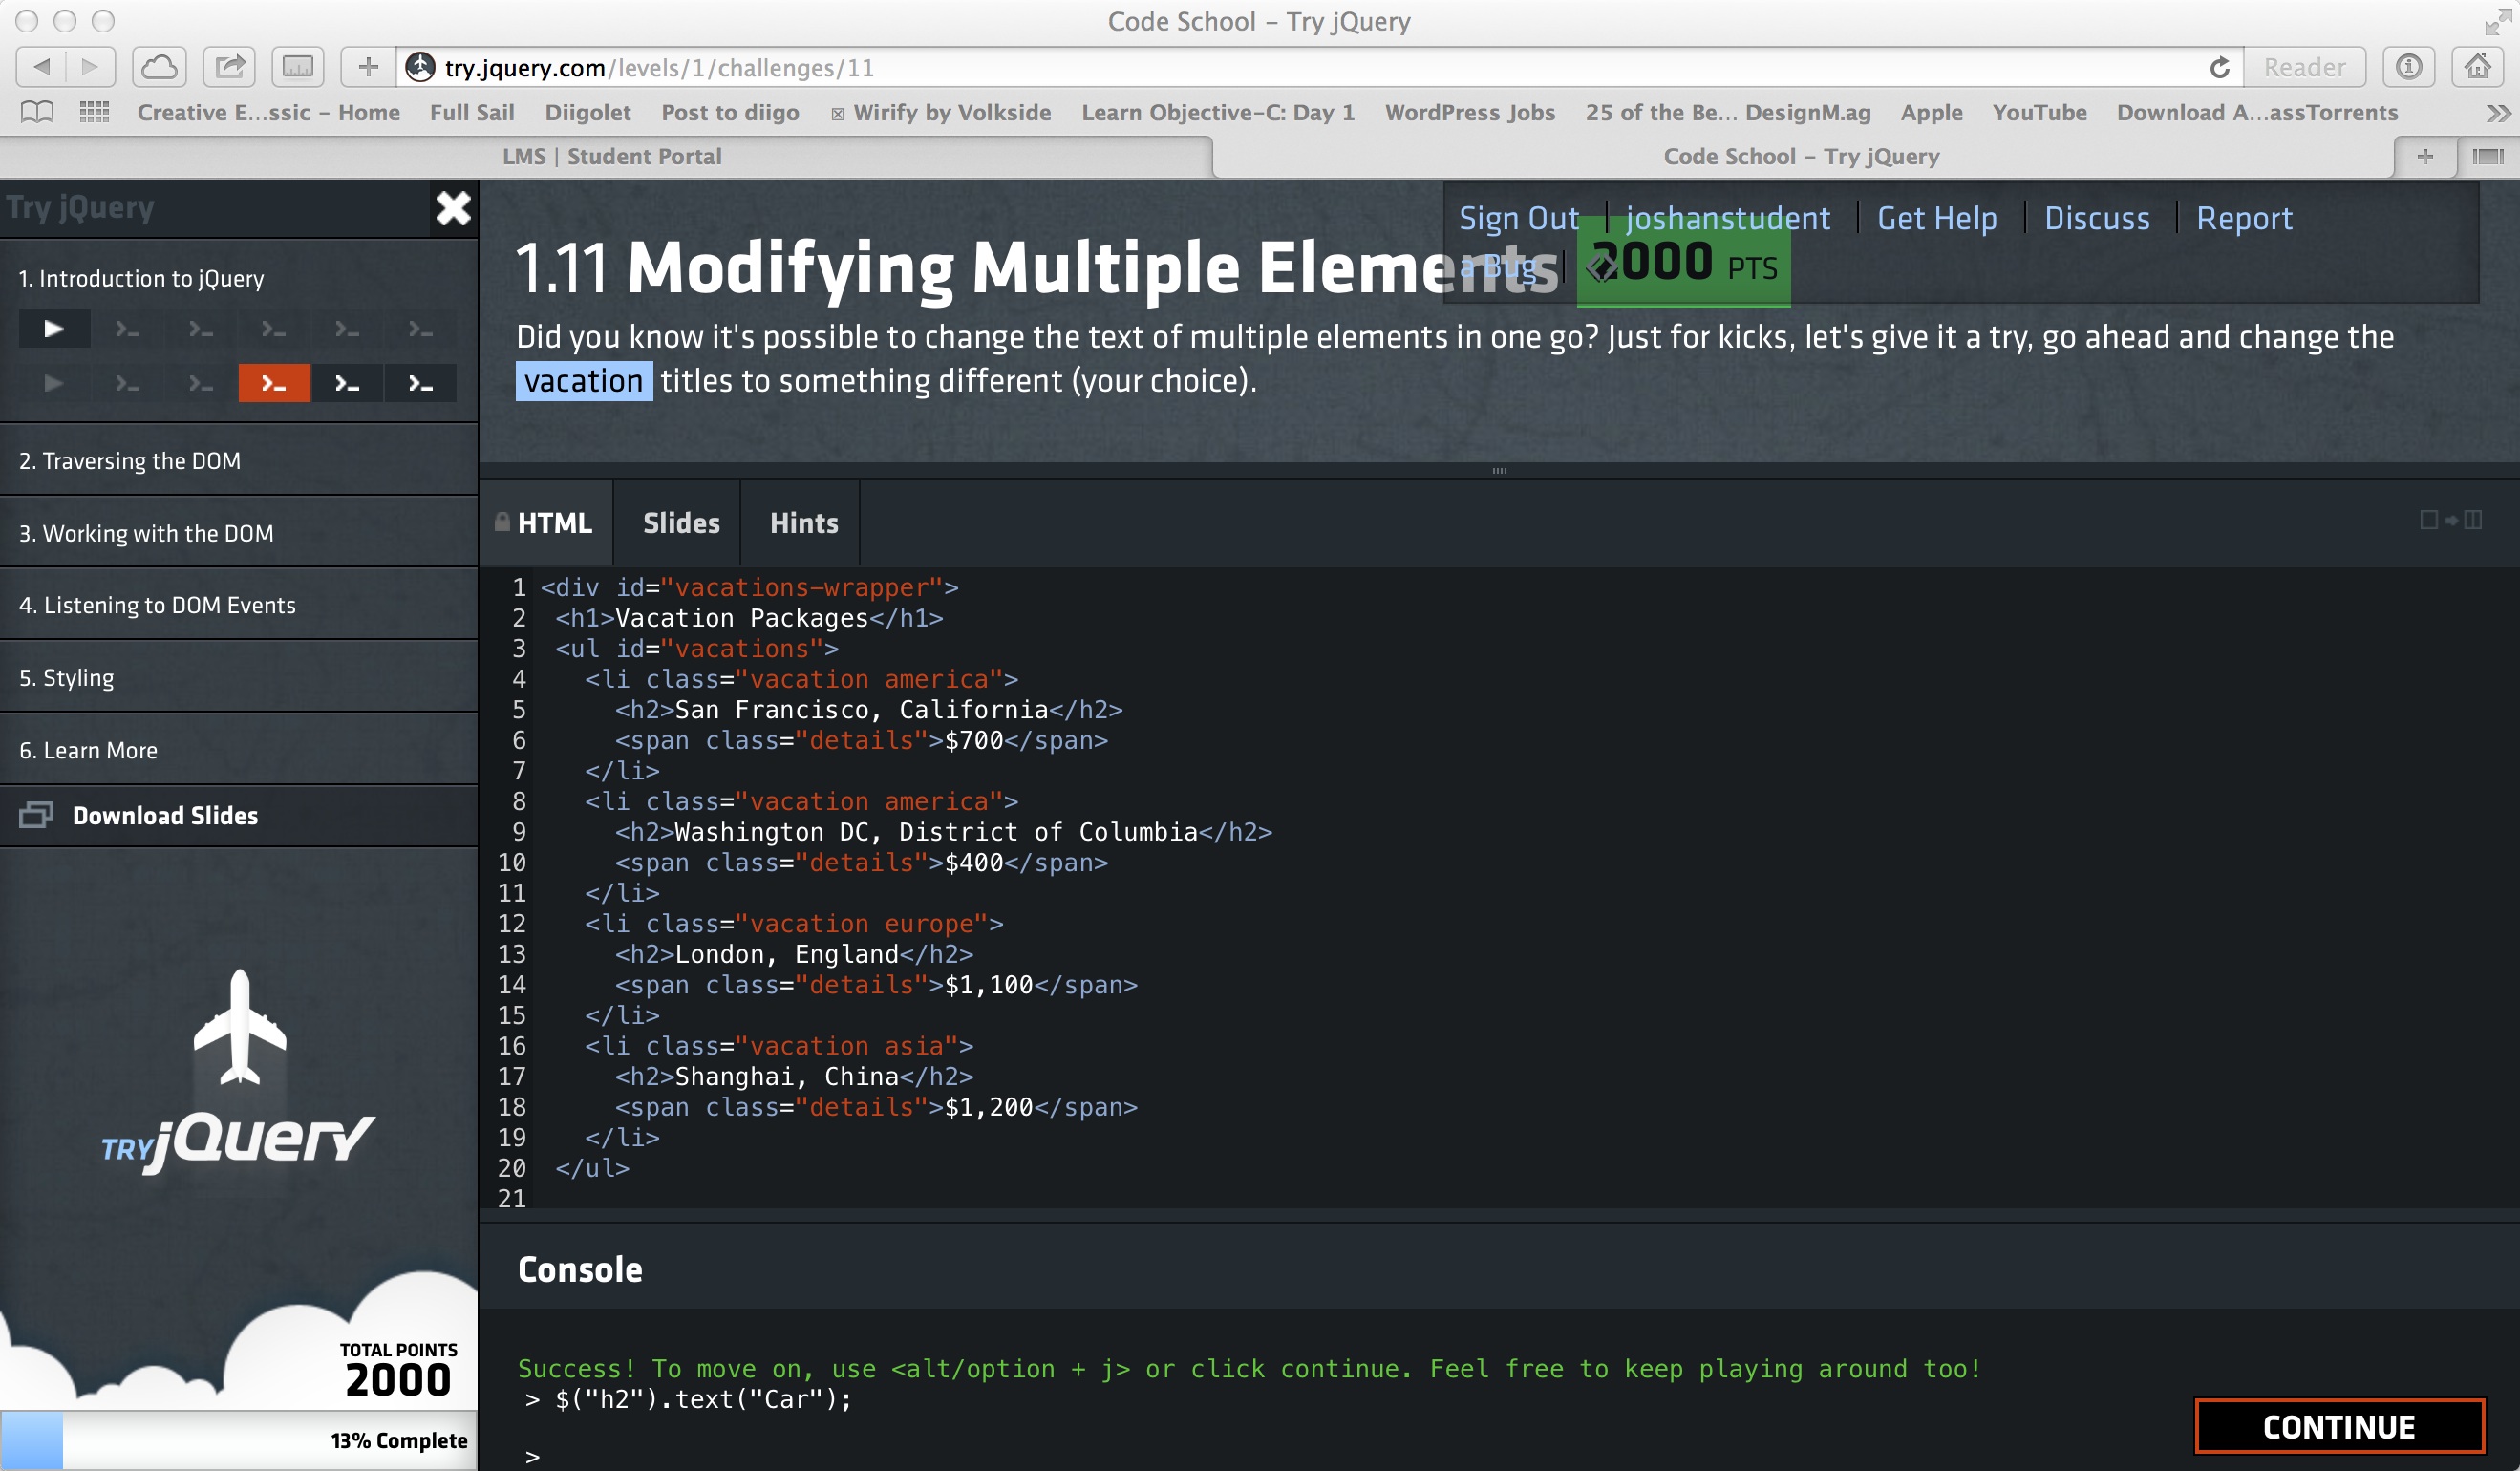 Code School – Try jQuery
try.jquery.com/levels/1/challenges/11
Reader
Creative E...ssic – Home Full Sail Diigolet Post to diigo Wirify by Volkside Learn Objective-C: Day 1 WordPress Jobs 25 of the Be... DesignM.ag Apple YouTube Download A...assTorrents
LMS | Student Portal Code School – Try jQuery
Try jQuery
1. Introduction to jQuery
2. Traversing the DOM
3. Working with the DOM
4. Listening to DOM Events
5. Styling
6. Learn More
Download Slides
TRY jQuery
TOTAL POINTS
2000
13% Complete
Sign Out joshanstudent Get Help Discuss Report
a Bug
1.11 Modifying Multiple Elements 2000 PTS
Did you know it's possible to change the text of multiple elements in one go? Just for kicks, let's give it a try, go ahead and change the
vacation titles to something different (your choice).
HTML Slides Hints
1 <div id="vacations-wrapper">
2 <h1>Vacation Packages</h1>
3 <ul id="vacations">
4 <li class="vacation america">
5 <h2>San Francisco, California</h2>
6 <span class="details">$700</span>
7 </li>
8 <li class="vacation america">
9 <h2>Washington DC, District of Columbia</h2>
10 <span class="details">$400</span>
11 </li>
12 <li class="vacation europe">
13 <h2>London, England</h2>
14 <span class="details">$1,100</span>
15 </li>
16 <li class="vacation asia">
17 <h2>Shanghai, China</h2>
18 <span class="details">$1,200</span>
19 </li>
20 </ul>
21
Console
Success! To move on, use <alt/option + j> or click continue. Feel free to keep playing around too!
> $("h2").text("Car");
>
CONTINUE